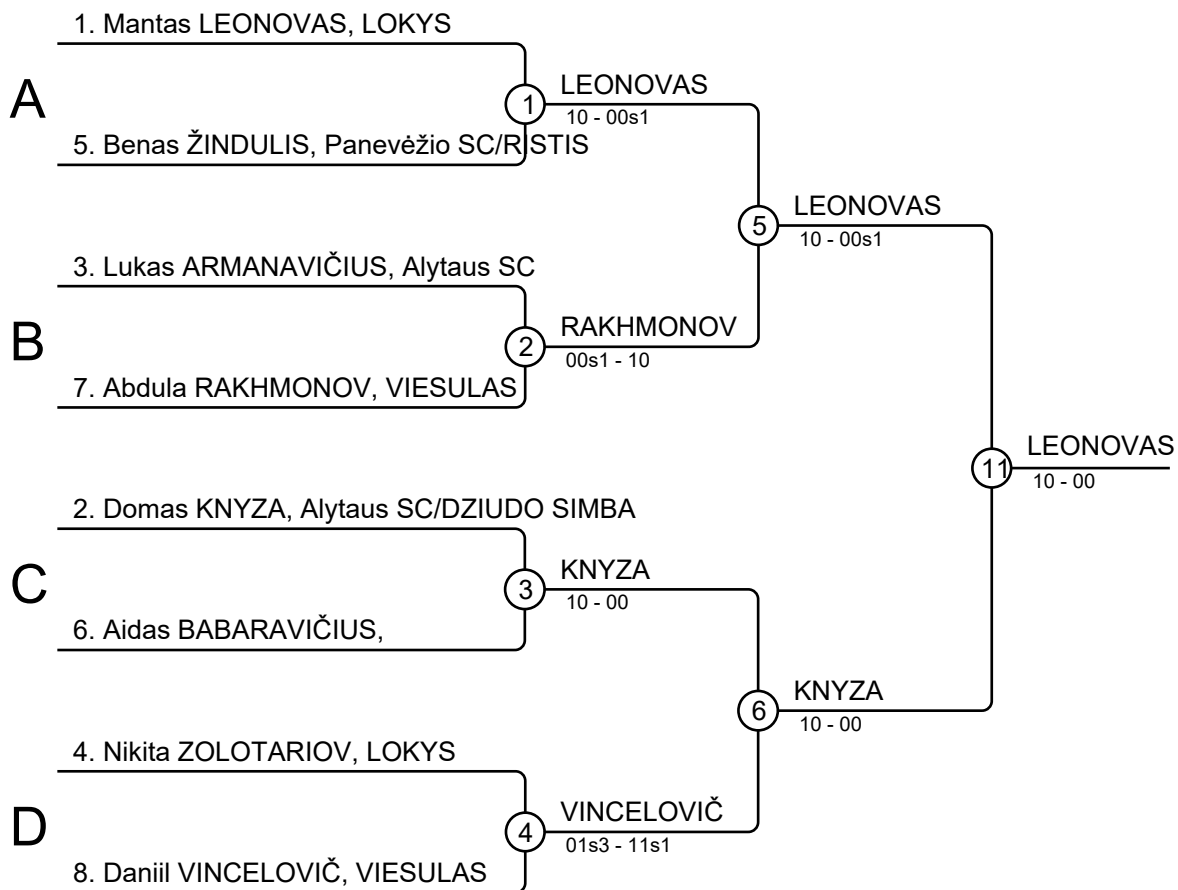 1. Mantas LEONOVAS, LOKYS
A
1
LEONOVAS
10 - 00s1
5. Benas ŽINDULIS, Panevėžio SC/RISTIS
5
LEONOVAS
10 - 00s1
3. Lukas ARMANAVIČIUS, Alytaus SC
B
2
RAKHMONOV
00s1 - 10
7. Abdula RAKHMONOV, VIESULAS
11
LEONOVAS
10 - 00
2. Domas KNYZA, Alytaus SC/DZIUDO SIMBA
C
3
KNYZA
10 - 00
6. Aidas BABARAVIČIUS,
6
KNYZA
10 - 00
4. Nikita ZOLOTARIOV, LOKYS
D
4
VINCELOVIČ
01s3 - 11s1
8. Daniil VINCELOVIČ, VIESULAS